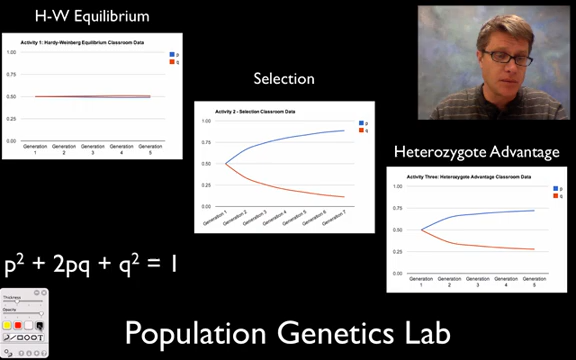 H-W Equilibrium
Activity 1: Hardy-Weinberg Equilibrium Classroom Data
1.00
0.75
0.50
0.25
0.00
p
q
Generation 1
Generation 2
Generation 3
Generation 4
Generation 5
Selection
Activity 2 - Selection Classroom Data
1.00
0.75
0.50
0.25
0.00
p
q
Generation 1
Generation 2
Generation 3
Generation 4
Generation 5
Generation 6
Generation 7
Heterozygote Advantage
Activity Three: Heterozygote Advantage Classroom Data
1.00
0.75
0.50
0.25
0.00
p
q
Generation 1
Generation 2
Generation 3
Generation 4
Generation 5
p² + 2pq + q² = 1
Thickness
Opacity
T
Population Genetics Lab